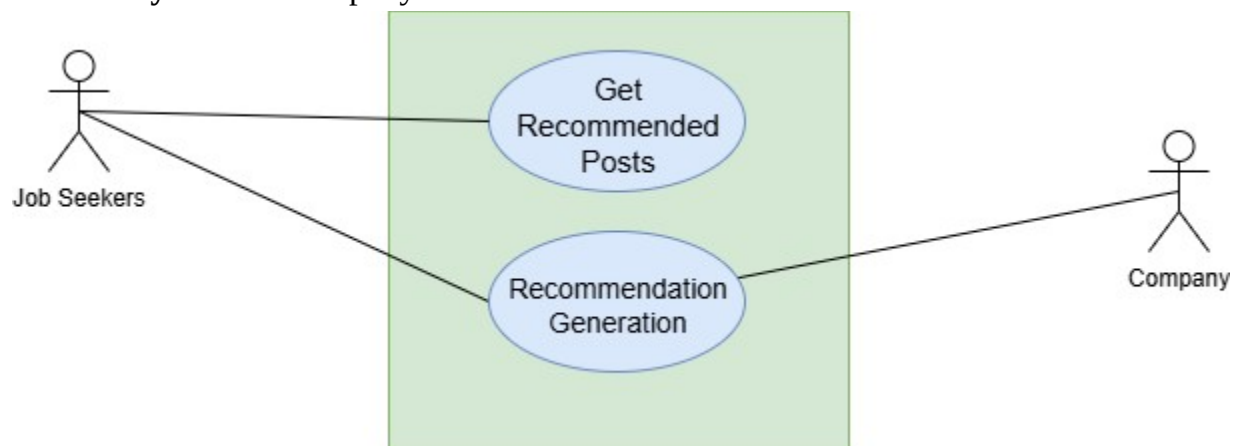 Get
Recommended
Posts
Job Seekers
Recommendation
Generation
Company